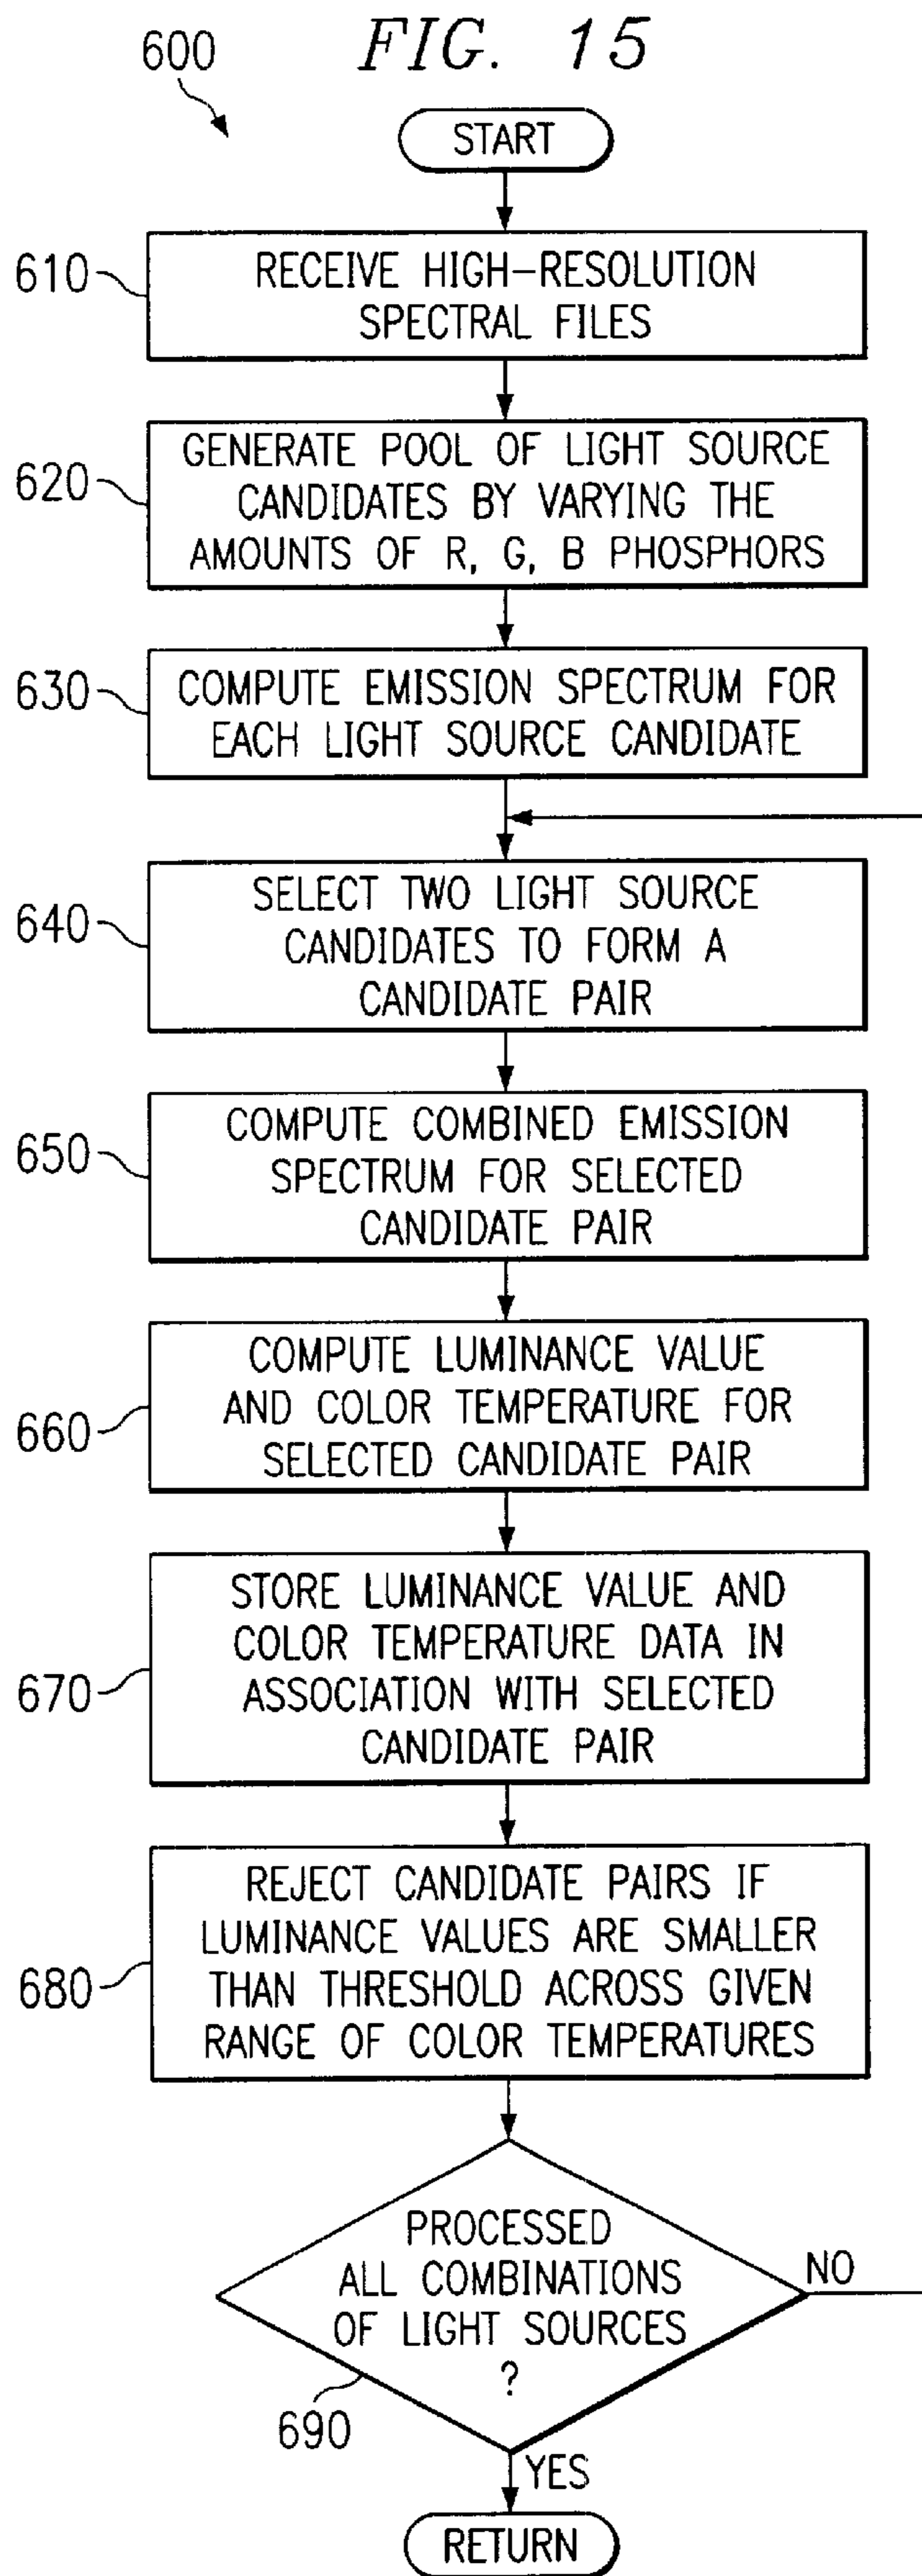 FIG. 15
600
START
610
RECEIVE HIGH-RESOLUTION
SPECTRAL FILES
620
GENERATE POOL OF LIGHT SOURCE
CANDIDATES BY VARYING THE
AMOUNTS OF R, G, B PHOSPHORS
630
COMPUTE EMISSION SPECTRUM FOR
EACH LIGHT SOURCE CANDIDATE
640
SELECT TWO LIGHT SOURCE
CANDIDATES TO FORM A
CANDIDATE PAIR
650
COMPUTE COMBINED EMISSION
SPECTRUM FOR SELECTED
CANDIDATE PAIR
660
COMPUTE LUMINANCE VALUE
AND COLOR TEMPERATURE FOR
SELECTED CANDIDATE PAIR
670
STORE LUMINANCE VALUE AND
COLOR TEMPERATURE DATA IN
ASSOCIATION WITH SELECTED
CANDIDATE PAIR
680
REJECT CANDIDATE PAIRS IF
LUMINANCE VALUES ARE SMALLER
THAN THRESHOLD ACROSS GIVEN
RANGE OF COLOR TEMPERATURES
PROCESSED
ALL COMBINATIONS
OF LIGHT SOURCES
?
NO
690
YES
RETURN